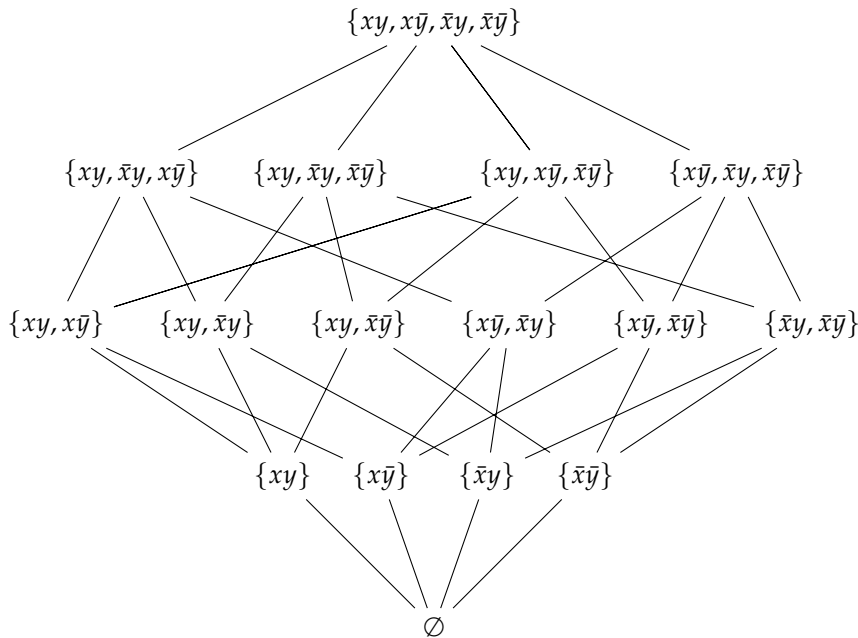 {xy, xȳ, x̄y, x̄ȳ}
{xy, x̄y, xȳ} {xy, x̄y, x̄ȳ} {xy, xȳ, x̄ȳ} {xȳ, x̄y, x̄ȳ}
{xy, xȳ} {xy, x̄y} {xy, x̄ȳ} {xȳ, x̄y} {xȳ, x̄ȳ} {x̄y, x̄ȳ}
{xy} {xȳ} {x̄y} {x̄ȳ}
∅